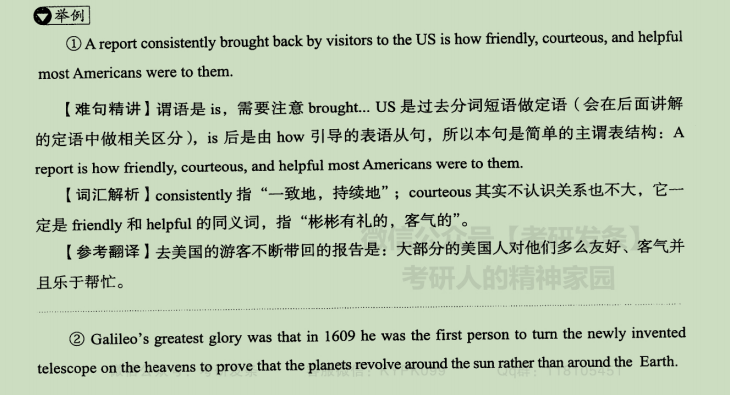 举例
① A report consistently brought back by visitors to the US is how friendly, courteous, and helpful
most Americans were to them.
【难句精讲】谓语是 is，需要注意 brought... US 是过去分词短语做定语（会在后面讲解
的定语中做相关区分），is 后是由 how 引导的表语从句，所以本句是简单的主谓表结构：A
report is how friendly, courteous, and helpful most Americans were to them.
【词汇解析】consistently 指“一致地，持续地”；courteous 其实不认识关系也不大，它一
定是 friendly 和 helpful 的同义词，指“彬彬有礼的，客气的”。
微信公众号【考研发条】
【参考翻译】去美国的游客不断带回的报告是：大部分的美国人对他们多么友好、客气并
且乐于帮忙。
考研人的精神家园
② Galileo's greatest glory was that in 1609 he was the first person to turn the newly invented
telescope on the heavens to prove that the planets revolve around the sun rather than around the Earth.